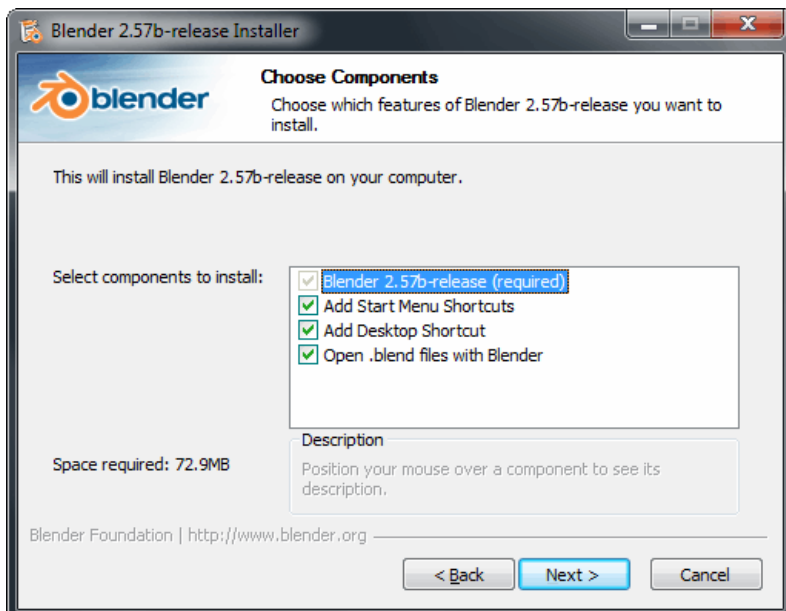 Blender 2.57b-release Installer
blender
Choose Components
Choose which features of Blender 2.57b-release you want to
install.
This will install Blender 2.57b-release on your computer.
Select components to install:
Blender 2.57b-release (required)
Add Start Menu Shortcuts
Add Desktop Shortcut
Open .blend files with Blender
Space required: 72.9MB
Description
Position your mouse over a component to see its
description.
Blender Foundation | http://www.blender.org
< Back
Next >
Cancel